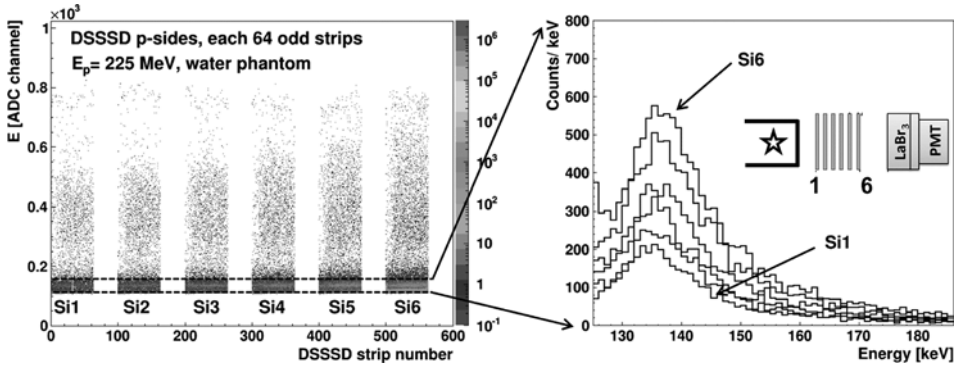 ×10³
DSSSD p-sides, each 64 odd strips
Eₚ= 225 MeV, water phantom
E [ADC channel]
1
0.8
0.6
0.4
0.2
0
Si1 Si2 Si3 Si4 Si5 Si6
0 100 200 300 400 500 600
DSSSD strip number
10⁶
10⁵
10⁴
10³
10²
10
1
10⁻¹
Counts/ keV
800
700
600
500
400
300
200
100
0
Si6
LaBr₃
PMT
1 6
Si1
130 140 150 160 170 180
Energy [keV]